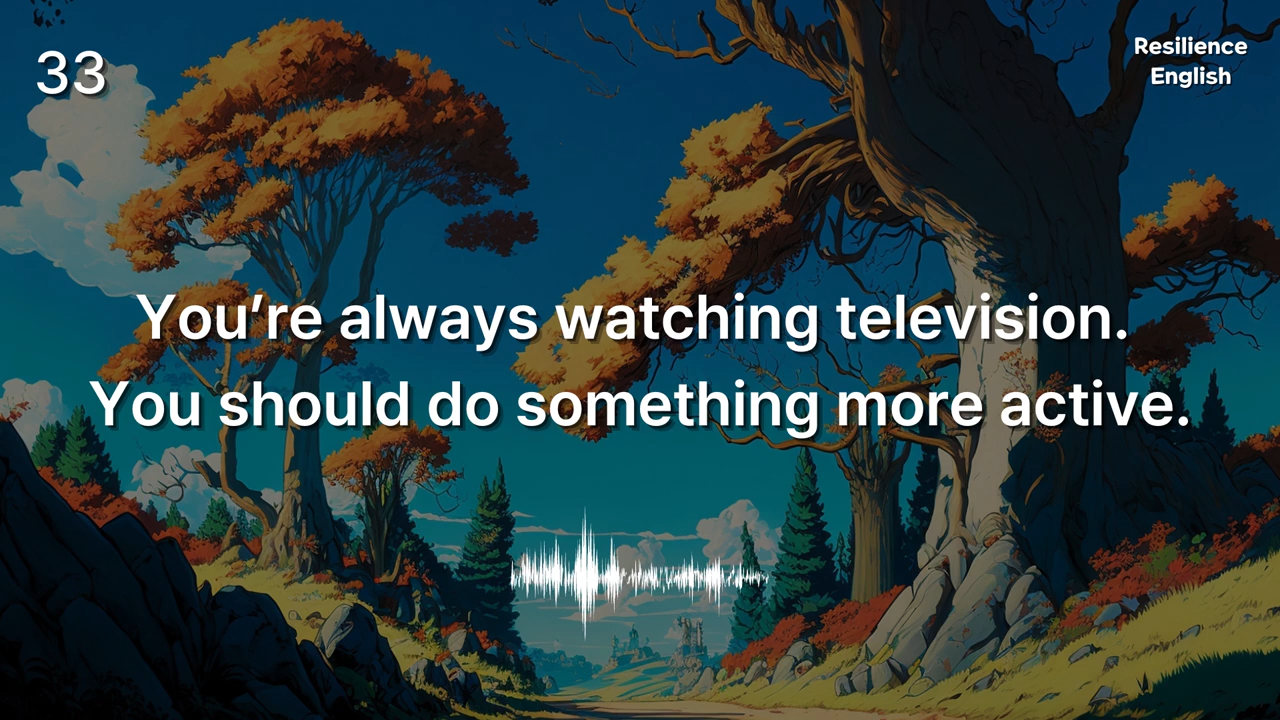 33
Resilience
English
You’re always watching television.
You should do something more active.